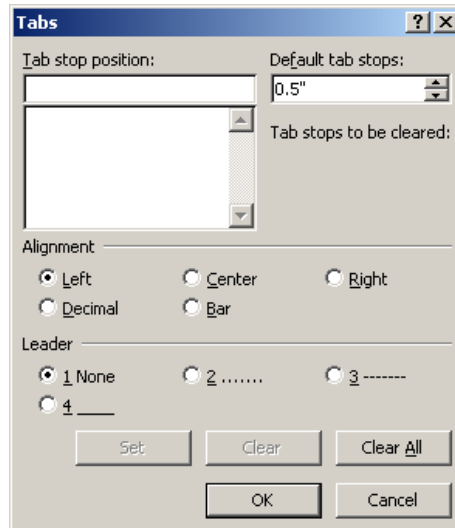 Tabs
Tab stop position: Default tab stops:
0.5"
Tab stops to be cleared:
Alignment
Left Center Right
Decimal Bar
Leader
1 None 2 ....... 3 -------
4 ____
Set Clear Clear All
OK Cancel